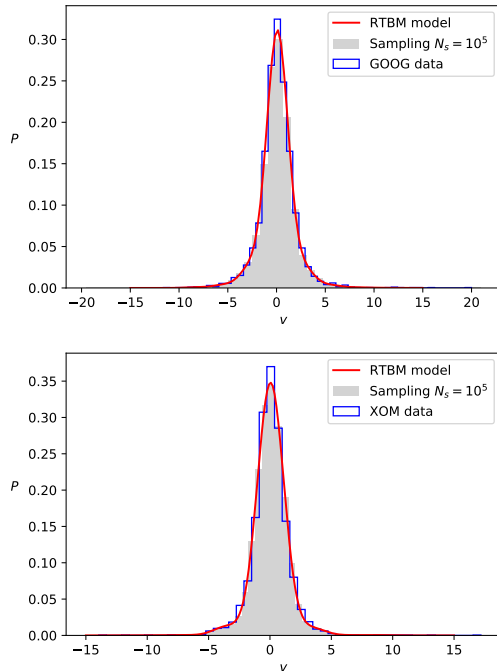 RTBM model
Sampling $N_s = 10^5$
GOOG data
P
0.30
0.25
0.20
0.15
0.10
0.05
0.00
−20 −15 −10 −5 0 5 10 15 20
v
RTBM model
Sampling $N_s = 10^5$
XOM data
P
0.35
0.30
0.25
0.20
0.15
0.10
0.05
0.00
−15 −10 −5 0 5 10 15
v